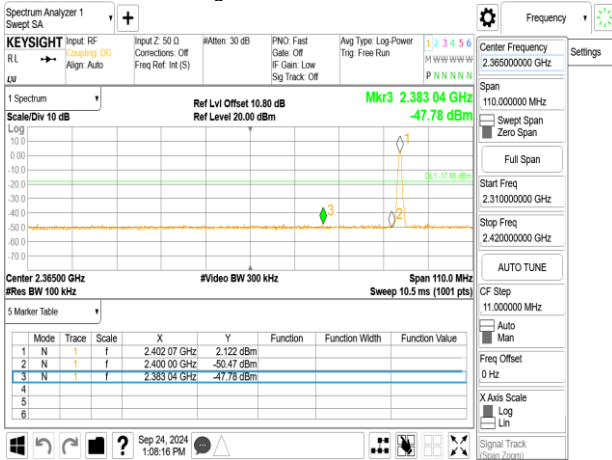 Spectrum Analyzer 1
Swept SA
Frequency
KEYSIGHT
RL
Input: RF
Coupling: DC
Align: Auto
Input Z: 50 Ω
Corrections: Off
Freq Ref: Int (S)
#Atten: 30 dB
PNO: Fast
Gate: Off
IF Gain: Low
Sig Track: Off
Avg Type: Log-Power
Trig: Free Run
1 2 3 4 5 6
M W W W W W
P N N N N N
1 Spectrum
Scale/Div 10 dB
Ref Lvl Offset 10.80 dB
Ref Level 20.00 dBm
Mkr3 2.383 04 GHz
-47.78 dBm
Log
10.0
0.00
-10.0
-20.0
-30.0
-40.0
-50.0
-60.0
-70.0
1
DL1 -17.88 dBm
3
2
Center 2.36500 GHz
#Video BW 300 kHz
Span 110.0 MHz
#Res BW 100 kHz
Sweep 10.5 ms (1001 pts)
5 Marker Table
Mode Trace Scale X Y Function Function Width Function Value
1 N 1 f 2.402 07 GHz 2.122 dBm
2 N 1 f 2.400 00 GHz -50.47 dBm
3 N 1 f 2.383 04 GHz -47.78 dBm
4
5
6
Sep 24, 2024
1:08:16 PM
Center Frequency
2.365000000 GHz
Settings
Span
110.000000 MHz
Swept Span
Zero Span
Full Span
Start Freq
2.310000000 GHz
Stop Freq
2.420000000 GHz
AUTO TUNE
CF Step
11.000000 MHz
Auto
Man
Freq Offset
0 Hz
X Axis Scale
Log
Lin
Signal Track
(Span Zoom)